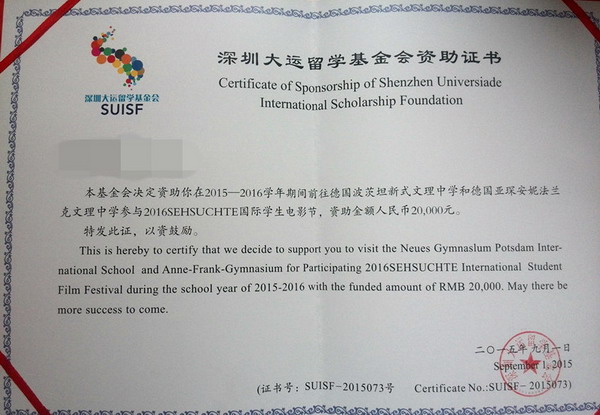 深圳大运留学基金会
SUISF
深圳大运留学基金会资助证书
Certificate of Sponsorship of Shenzhen Universiade
International Scholarship Foundation
本基金会决定资助你在2015—2016学年期间前往德国波茨坦新式文理中学和德国亚琛安妮法兰
克文理中学参与2016SEHSUCHTE国际学生电影节，资助金额人民币20,000元。
特发此证，以资鼓励。
This is hereby to certify that we decide to support you to visit the Neues Gymnaslum Potsdam Inter-
national School and Anne-Frank-Gymnasium for Participating 2016SEHSUCHTE International Student
Film Festival during the school year of 2015-2016 with the funded amount of RMB 20,000. May there be
more success to come.
二〇一五年 九月一日
September 1, 2015
(证书号：SUISF-2015073号 Certificate No.:SUISF- 2015073)